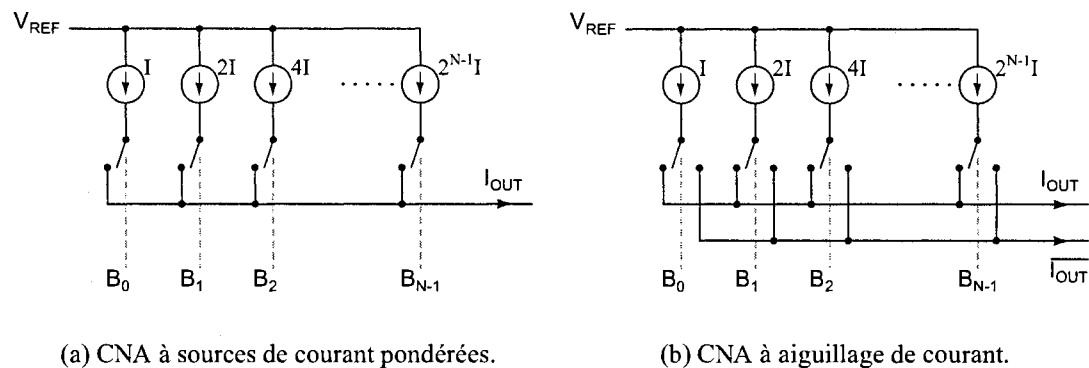 V_REF I 2I 4I ..... 2^{N-1}I
I_OUT
B_0 B_1 B_2 B_{N-1}
(a) CNA à sources de courant pondérées.
V_REF I 2I 4I ..... 2^{N-1}I
I_OUT
\overline{I_OUT}
B_0 B_1 B_2 B_{N-1}
(b) CNA à aiguillage de courant.